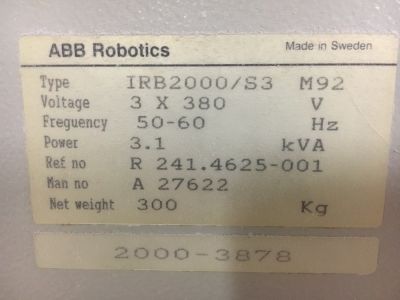 ABB Robotics Made in Sweden
Type IRB2000/S3 M92
Voltage 3 X 380 V
Frequency 50-60 Hz
Power 3.1 kVA
Ref no R 241.4625-001
Man no A 27622
Net weight 300 Kg
2000-3878